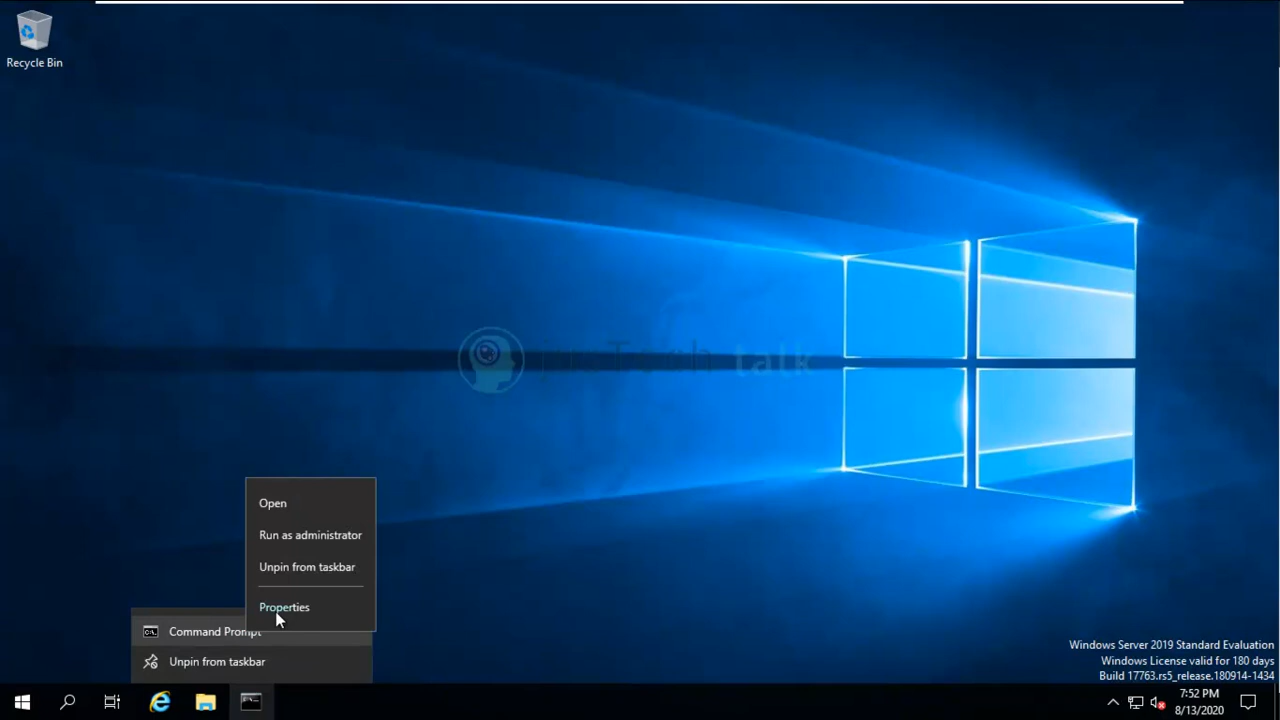 Recycle Bin
talk
Open
Run as administrator
Unpin from taskbar
Properties
Command Prompt
Unpin from taskbar
Windows Server 2019 Standard Evaluation
Windows License valid for 180 days
Build 17763.rs5_release.180914-1434
7:52 PM
8/13/2020